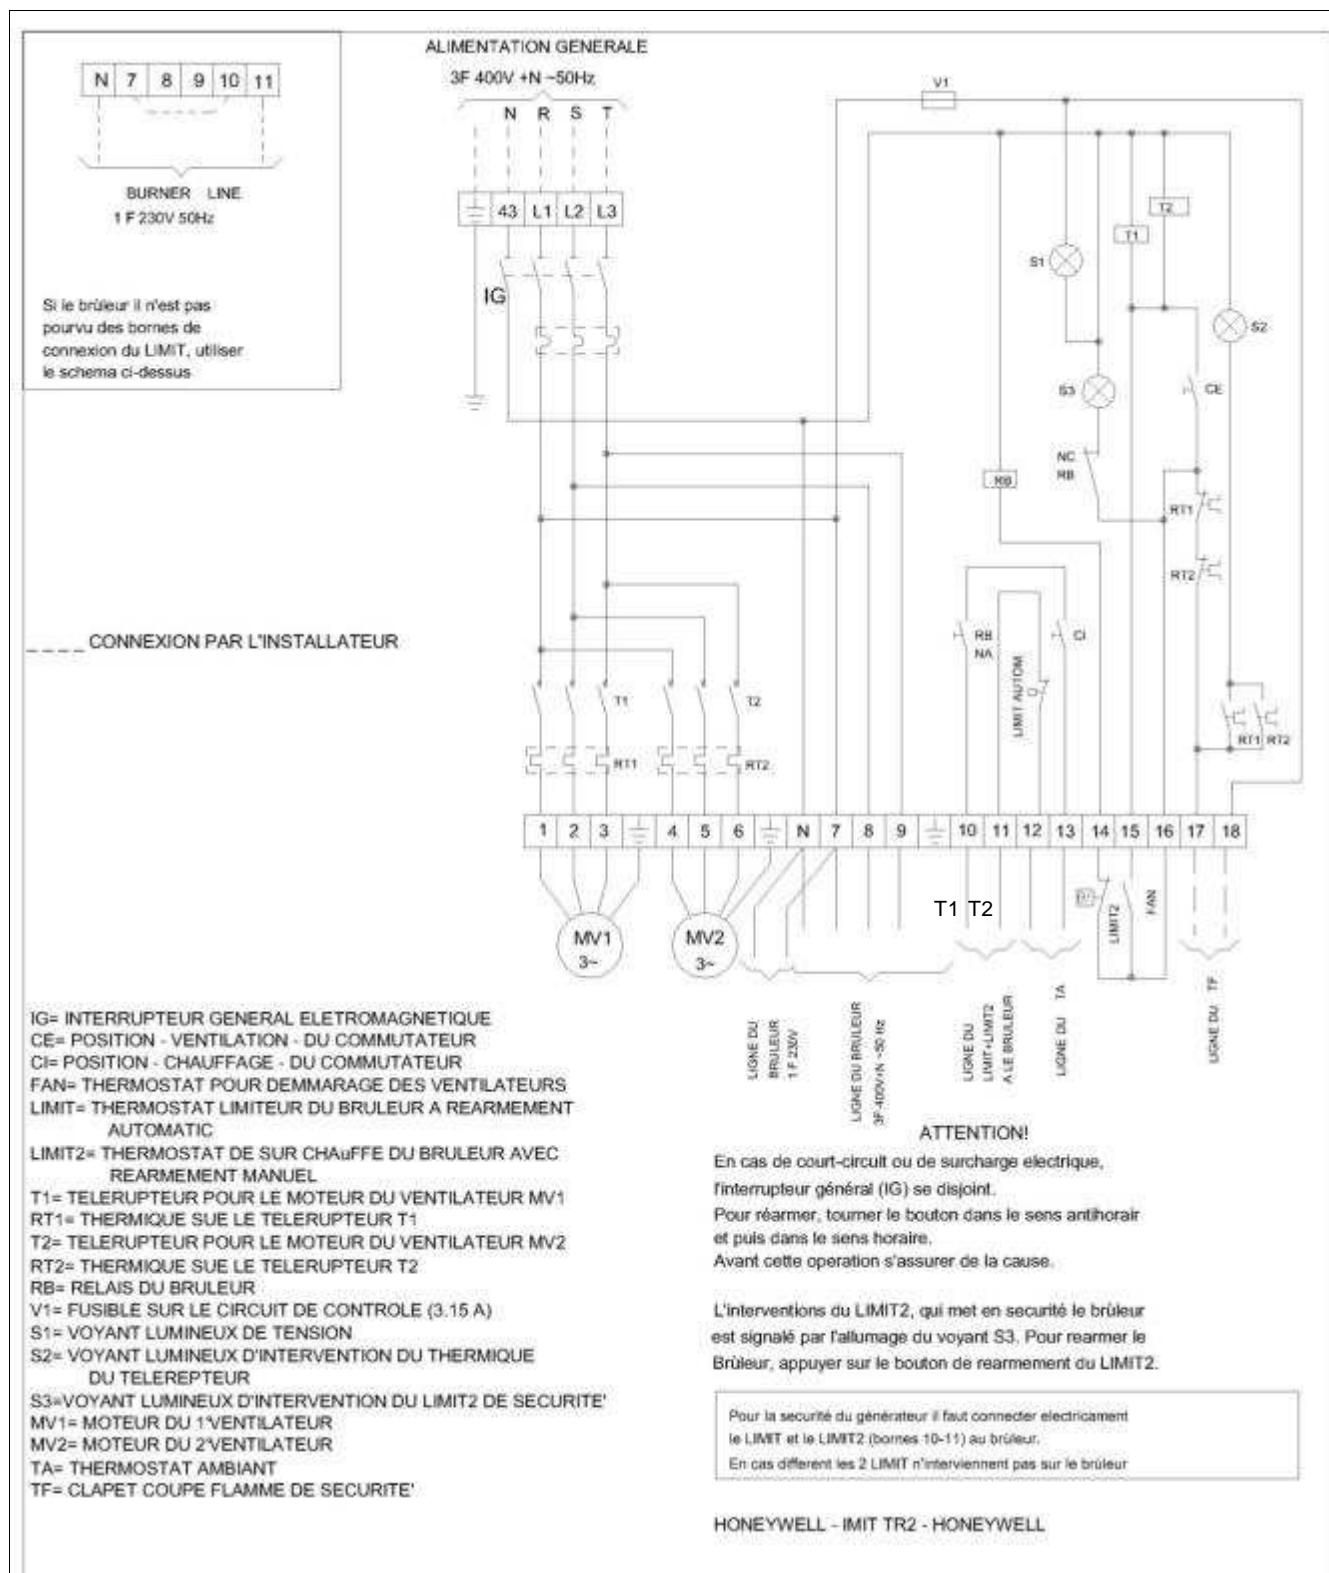 N 7 8 9 10 11
BURNER LINE
1 F 230V 50Hz
Si le brûleur il n'est pas
pourvu des bornes de
connexion du LIMIT, utiliser
le schema ci-dessus
ALIMENTATION GENERALE
3F 400V +N ~50Hz
N R S T
43 L1 L2 L3
IG
V1
S1
T2
T1
S2
S3
CE
NC
RB
RB
RT1
RT2
---- CONNEXION PAR L'INSTALLATEUR
RB
NA
CI
LIMIT AUTOM
T1
T2
RT1
RT2
RT1 RT2
1 2 3 4 5 6 N 7 8 9 10 11 12 13 14 15 16 17 18
MV1
3~
MV2
3~
T1 T2
LIMIT2
FAN
LIGNE DU
BRULEUR
1 F 230V
LIGNE DU BRULEUR
3F 400V+N ~50 Hz
LIGNE DU
LIMIT+LIMIT2
A LE BRULEUR
LIGNE DU TA
LIGNE DU TF
IG= INTERRUPTEUR GENERAL ELETROMAGNETIQUE
CE= POSITION - VENTILATION - DU COMMUTATEUR
CI= POSITION - CHAUFFAGE - DU COMMUTATEUR
FAN= THERMOSTAT POUR DEMMARAGE DES VENTILATEURS
LIMIT= THERMOSTAT LIMITEUR DU BRULEUR A REARMEMENT
AUTOMATIC
LIMIT2= THERMOSTAT DE SUR CHAuFFE DU BRULEUR AVEC
REARMEMENT MANUEL
T1= TELERUPTEUR POUR LE MOTEUR DU VENTILATEUR MV1
RT1= THERMIQUE SUE LE TELERUPTEUR T1
T2= TELERUPTEUR POUR LE MOTEUR DU VENTILATEUR MV2
RT2= THERMIQUE SUE LE TELERUPTEUR T2
RB= RELAIS DU BRULEUR
V1= FUSIBLE SUR LE CIRCUIT DE CONTROLE (3.15 A)
S1= VOYANT LUMINEUX DE TENSION
S2= VOYANT LUMINEUX D'INTERVENTION DU THERMIQUE
DU TELEREPTEUR
S3=VOYANT LUMINEUX D'INTERVENTION DU LIMIT2 DE SECURITE'
MV1= MOTEUR DU 1°VENTILATEUR
MV2= MOTEUR DU 2°VENTILATEUR
TA= THERMOSTAT AMBIANT
TF= CLAPET COUPE FLAMME DE SECURITE'
ATTENTION!
En cas de court-circuit ou de surcharge electrique,
l'interrupteur général (IG) se disjoint.
Pour réarmer, tourner le bouton dans le sens antihorair
et puis dans le sens horaire.
Avant cette operation s'assurer de la cause.
L'interventions du LIMIT2, qui met en securité le brûleur
est signalé par l'allumage du voyant S3. Pour rearmer le
Brûleur, appuyer sur le bouton de rearmement du LIMIT2.
Pour la securité du générateur il faut connecter electricament
le LIMIT et le LIMIT2 (bornes 10-11) au brûleur.
En cas different les 2 LIMIT n'interviennent pas sur le brûleur
HONEYWELL - IMIT TR2 - HONEYWELL